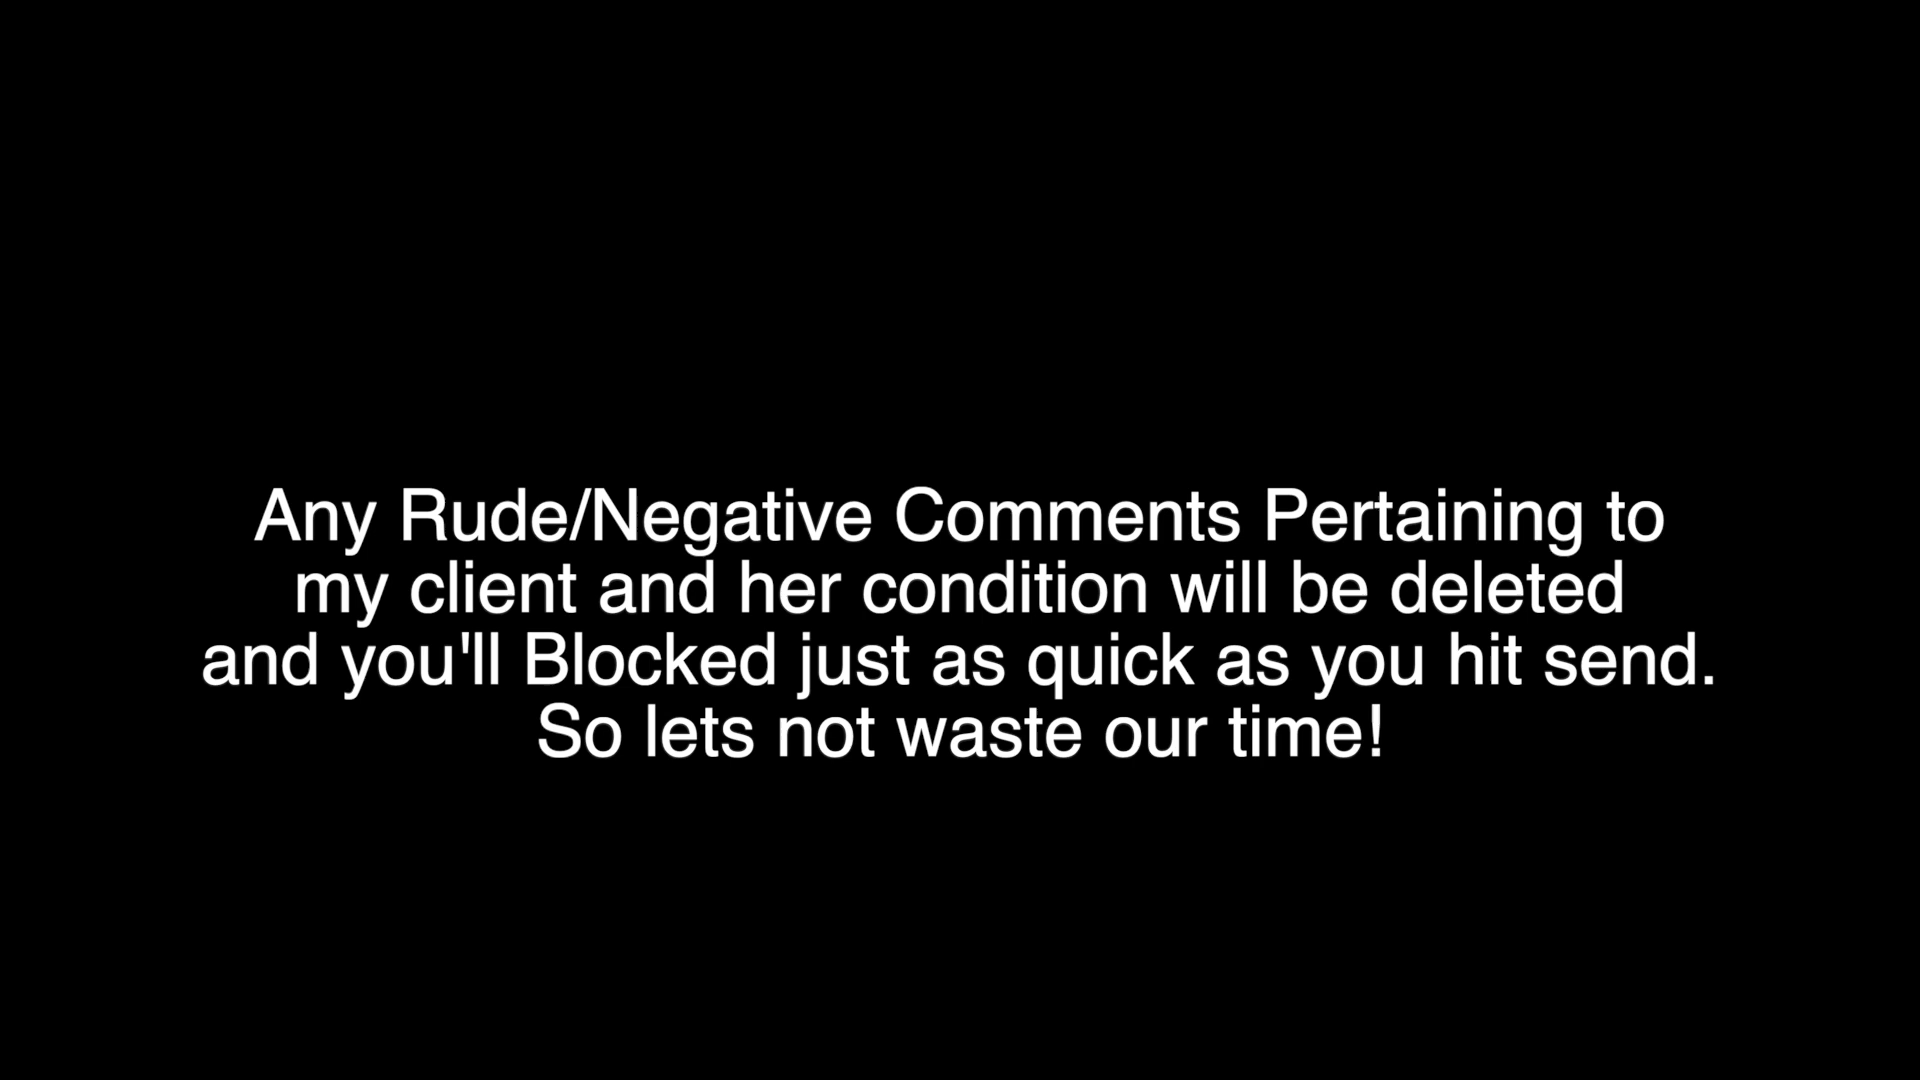 Any Rude/Negative Comments Pertaining to
my client and her condition will be deleted
and you'll Blocked just as quick as you hit send.
So lets not waste our time!